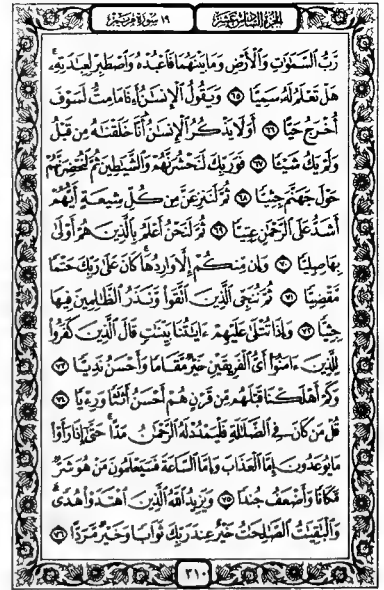 الجزء السادس عشر
١٩ سورة مريم
رَّبُّ السَّمَٰوَٰتِ وَالْأَرْضِ وَمَا بَيْنَهُمَا فَاعْبُدْهُ وَاصْطَبِرْ لِعِبَٰدَتِهِۦ
هَلْ تَعْلَمُ لَهُۥ سَمِيًّا ٦٥ وَيَقُولُ الْإِنسَٰنُ أَءِذَا مَا مِتُّ لَسَوْفَ
أُخْرَجُ حَيًّا ٦٦ أَوَلَا يَذْكُرُ الْإِنسَٰنُ أَنَّا خَلَقْنَٰهُ مِن قَبْلُ
وَلَمْ يَكُ شَيْـًٔا ٦٧ فَوَرَبِّكَ لَنَحْشُرَنَّهُمْ وَالشَّيَٰطِينَ ثُمَّ لَنُحْضِرَنَّهُمْ
حَوْلَ جَهَنَّمَ جِثِيًّا ٦٨ ثُمَّ لَنَنزِعَنَّ مِن كُلِّ شِيعَةٍ أَيُّهُمْ
أَشَدُّ عَلَى الرَّحْمَٰنِ عِتِيًّا ٦٩ ثُمَّ لَنَحْنُ أَعْلَمُ بِالَّذِينَ هُمْ أَوْلَىٰ
بِهَا صِلِيًّا ٧٠ وَإِن مِّنكُمْ إِلَّا وَارِدُهَا كَانَ عَلَىٰ رَبِّكَ حَتْمًا
مَّقْضِيًّا ٧١ ثُمَّ نُنَجِّى الَّذِينَ اتَّقَوا۟ وَّنَذَرُ الظَّٰلِمِينَ فِيهَا
جِثِيًّا ٧٢ وَإِذَا تُتْلَىٰ عَلَيْهِمْ ءَايَٰتُنَا بَيِّنَٰتٍ قَالَ الَّذِينَ كَفَرُوا۟
لِلَّذِينَ ءَامَنُوٓا۟ أَىُّ الْفَرِيقَيْنِ خَيْرٌ مَّقَامًا وَأَحْسَنُ نَدِيًّا ٧٣
وَكَمْ أَهْلَكْنَا قَبْلَهُم مِّن قَرْنٍ هُمْ أَحْسَنُ أَثَٰثًا وَرِءْيًا ٧٤
قُلْ مَن كَانَ فِى الضَّلَٰلَةِ فَلْيَمْدُدْ لَهُ الرَّحْمَٰنُ مَدًّا حَتَّىٰٓ إِذَا رَأَوْا۟
مَا يُوعَدُونَ إِمَّا الْعَذَابَ وَإِمَّا السَّاعَةَ فَسَيَعْلَمُونَ مَنْ هُوَ شَرٌّ
مَّكَانًا وَأَضْعَفُ جُندًا ٧٥ وَيَزِيدُ اللَّهُ الَّذِينَ اهْتَدَوْا۟ هُدًى
وَالْبَٰقِيَٰتُ الصَّٰلِحَٰتُ خَيْرٌ عِندَ رَبِّكَ ثَوَابًا وَخَيْرٌ مَّرَدًّا ٧٦
٣١٠